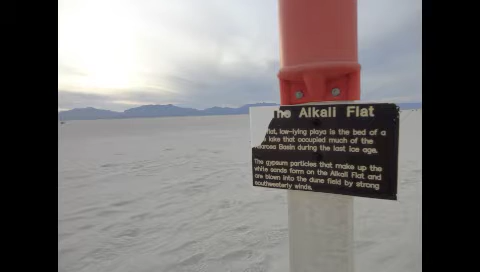 The Alkali Flat
flat, low-lying playa is the bed of a
lake that occupied much of the
Basin during the last ice age.
The gypsum particles that make up the
white sands form on the Alkali Flat and
are blown into the dune field by strong
southwesterly winds.